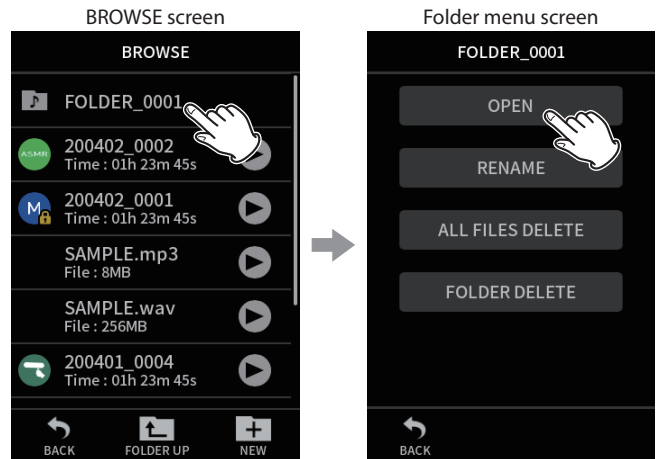 BROWSE screen
BROWSE
FOLDER_0001
ASMR
200402_0002
Time : 01h 23m 45s
M
200402_0001
Time : 01h 23m 45s
SAMPLE.mp3
File : 8MB
SAMPLE.wav
File : 256MB
200401_0004
Time : 01h 23m 45s
BACK
FOLDER UP
NEW
Folder menu screen
FOLDER_0001
OPEN
RENAME
ALL FILES DELETE
FOLDER DELETE
BACK